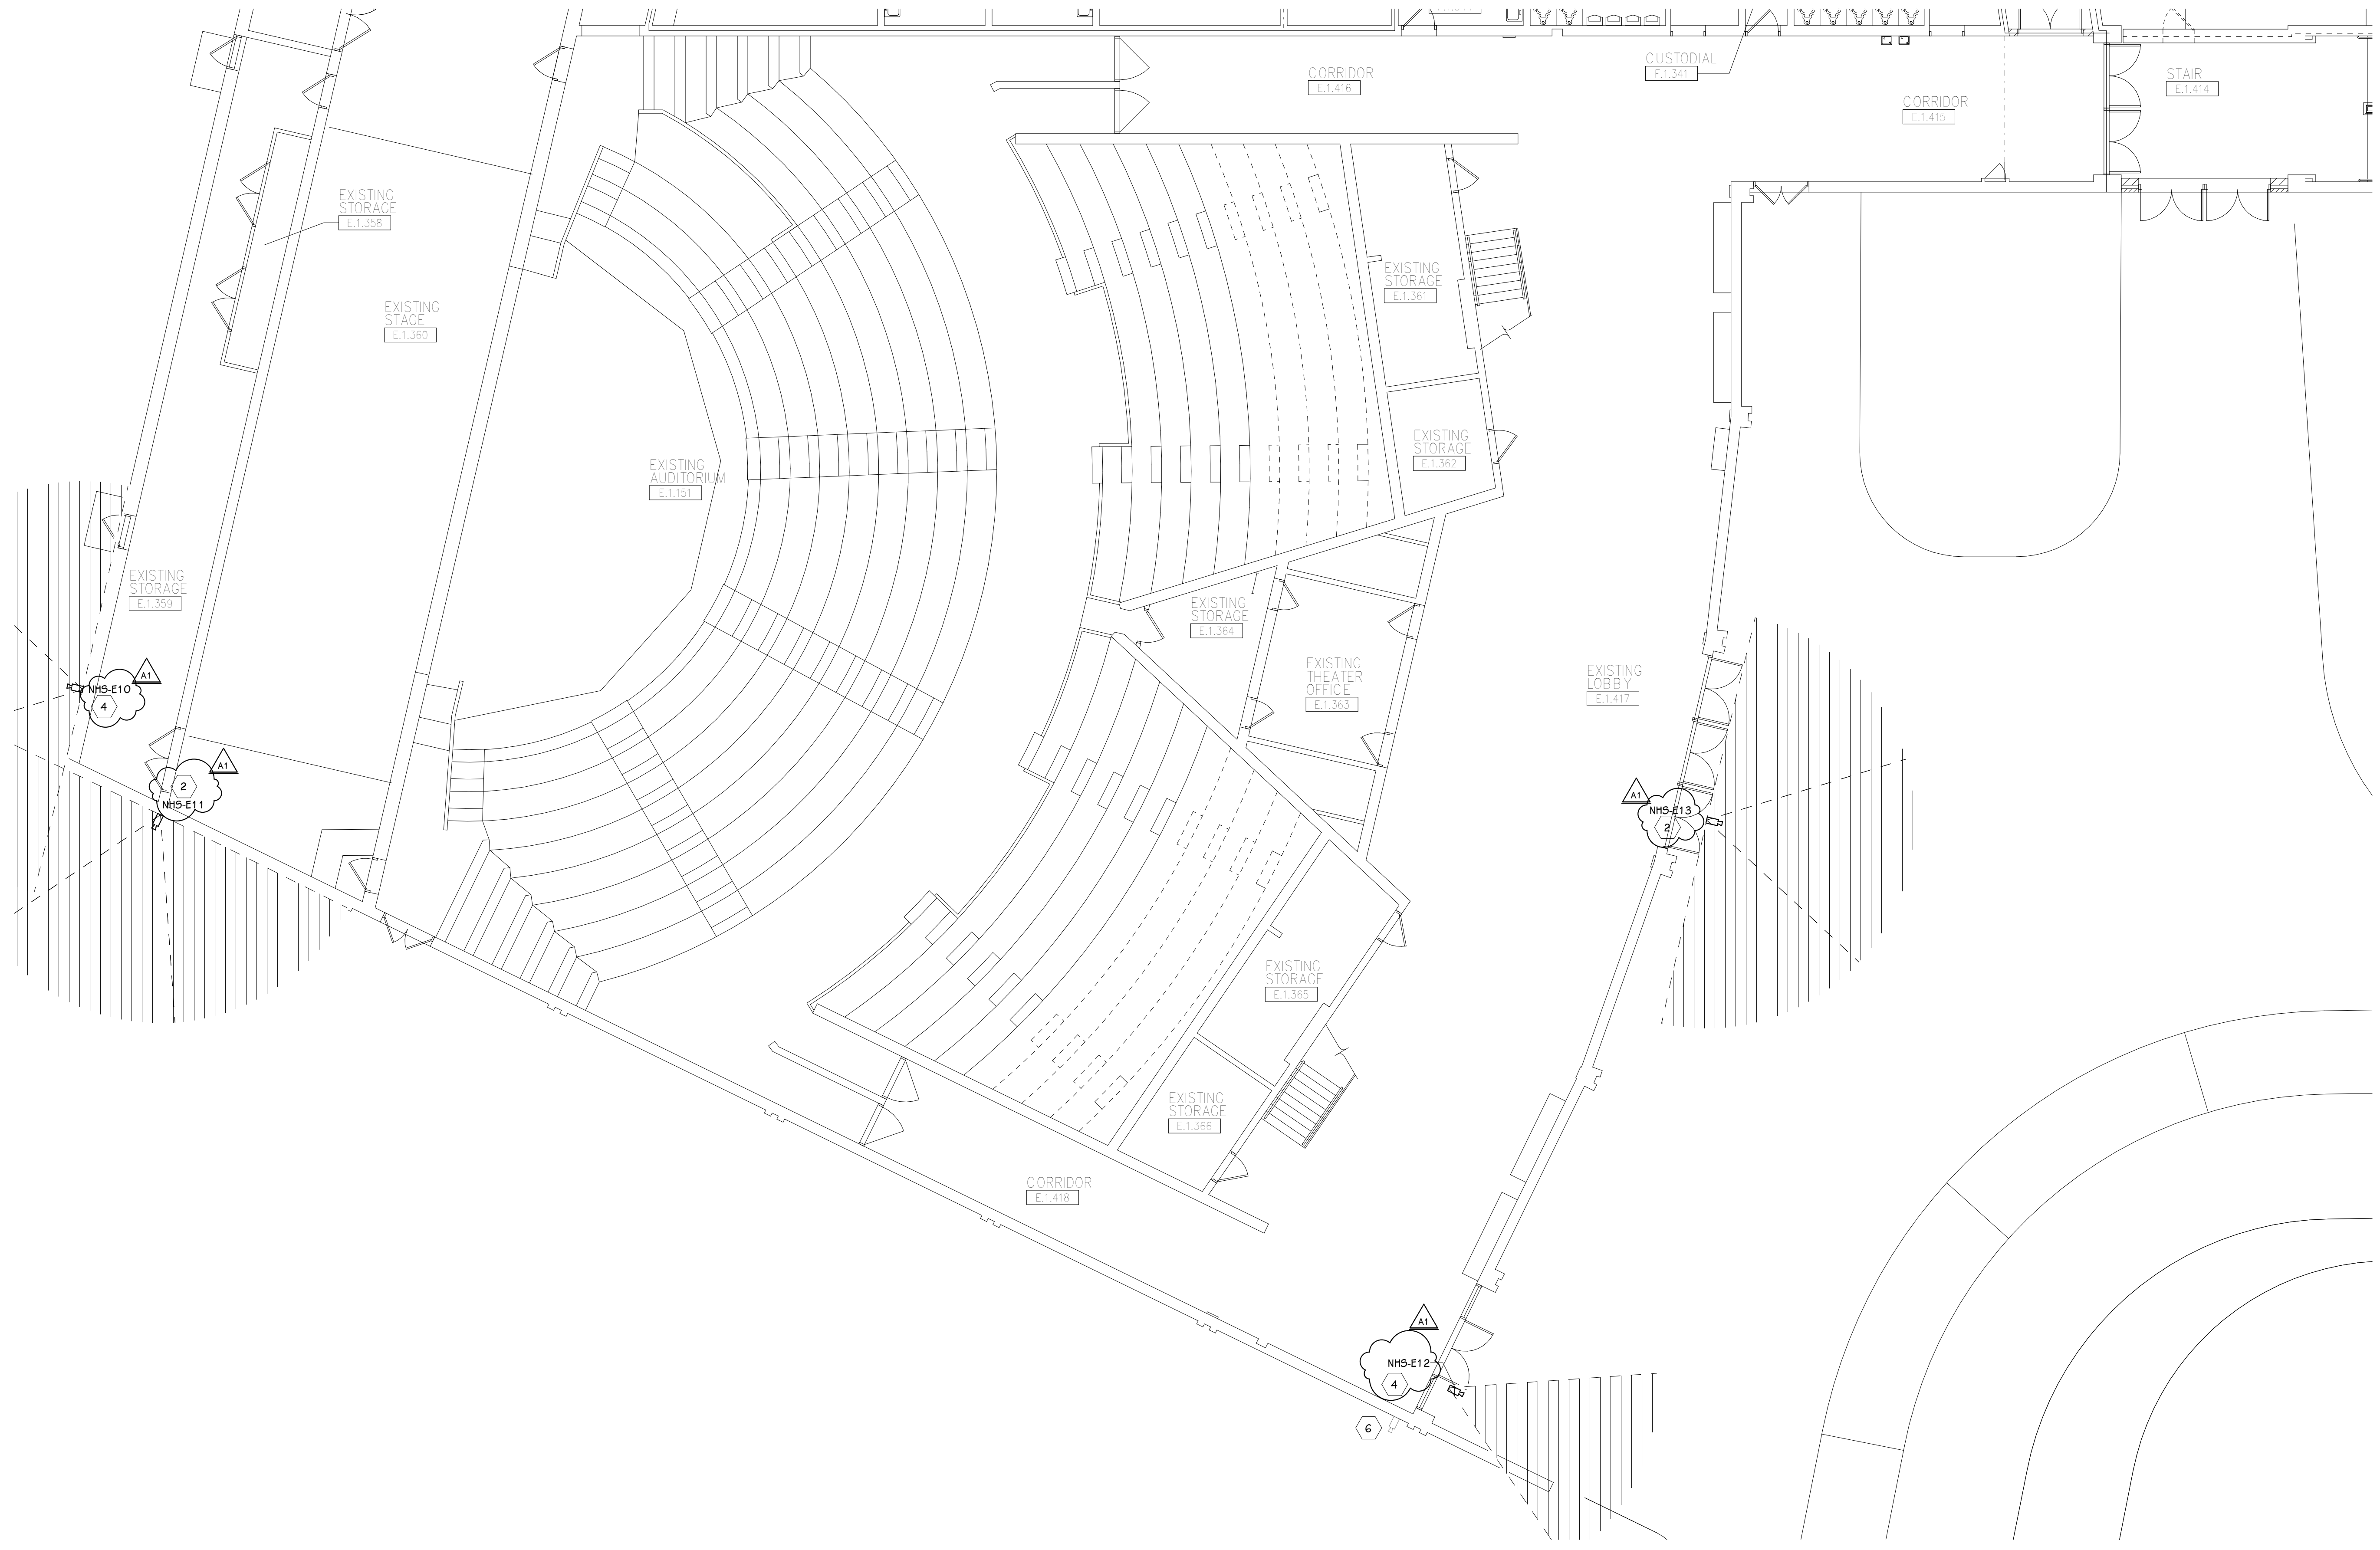 CORRIDOR
E.1.416
CUSTODIAL
F.1.341
STAIR
E.1.414
CORRIDOR
E.1.415
EXISTING
STORAGE
E.1.358
EXISTING
STORAGE
E.1.361
EXISTING
STAGE
E.1.360
EXISTING
STORAGE
E.1.362
EXISTING
AUDITORIUM
E.1.151
EXISTING
STORAGE
E.1.359
EXISTING
STORAGE
E.1.364
EXISTING
THEATER
OFFICE
E.1.363
EXISTING
LOBBY
E.1.417
A1
NHS-E10
4
A1
2
NHS-E11
A1
NHS-E13
2
EXISTING
STORAGE
E.1.365
EXISTING
STORAGE
E.1.366
CORRIDOR
E.1.418
A1
NHS-E12
4
6